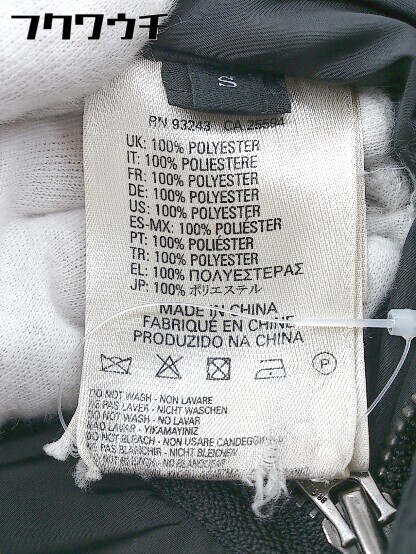 フクワウチ
S
RN 93243 CA 25594
UK: 100% POLYESTER
IT: 100% POLIESTERE
FR: 100% POLYESTER
DE: 100% POLYESTER
US: 100% POLYESTER
ES-MX: 100% POLIÉSTER
PT: 100% POLIÉSTER
TR: 100% POLYESTER
EL: 100% ΠΟΛΥΕΣΤΕΡΑΣ
JP: 100% ポリエステル
MADE IN CHINA
FABRIQUÉ EN CHINE
PRODUZIDO NA CHINA
P
DO NOT WASH - NON LAVARE
NE PAS LAVER - NICHT WASCHEN
DO NOT WASH - NO LAVAR
LAVAR - YIKAMAYINIZ
DO NOT BLEACH - NON USARE CANDEGGI
PAS BLANCHIR - NICHT BLEICHEN